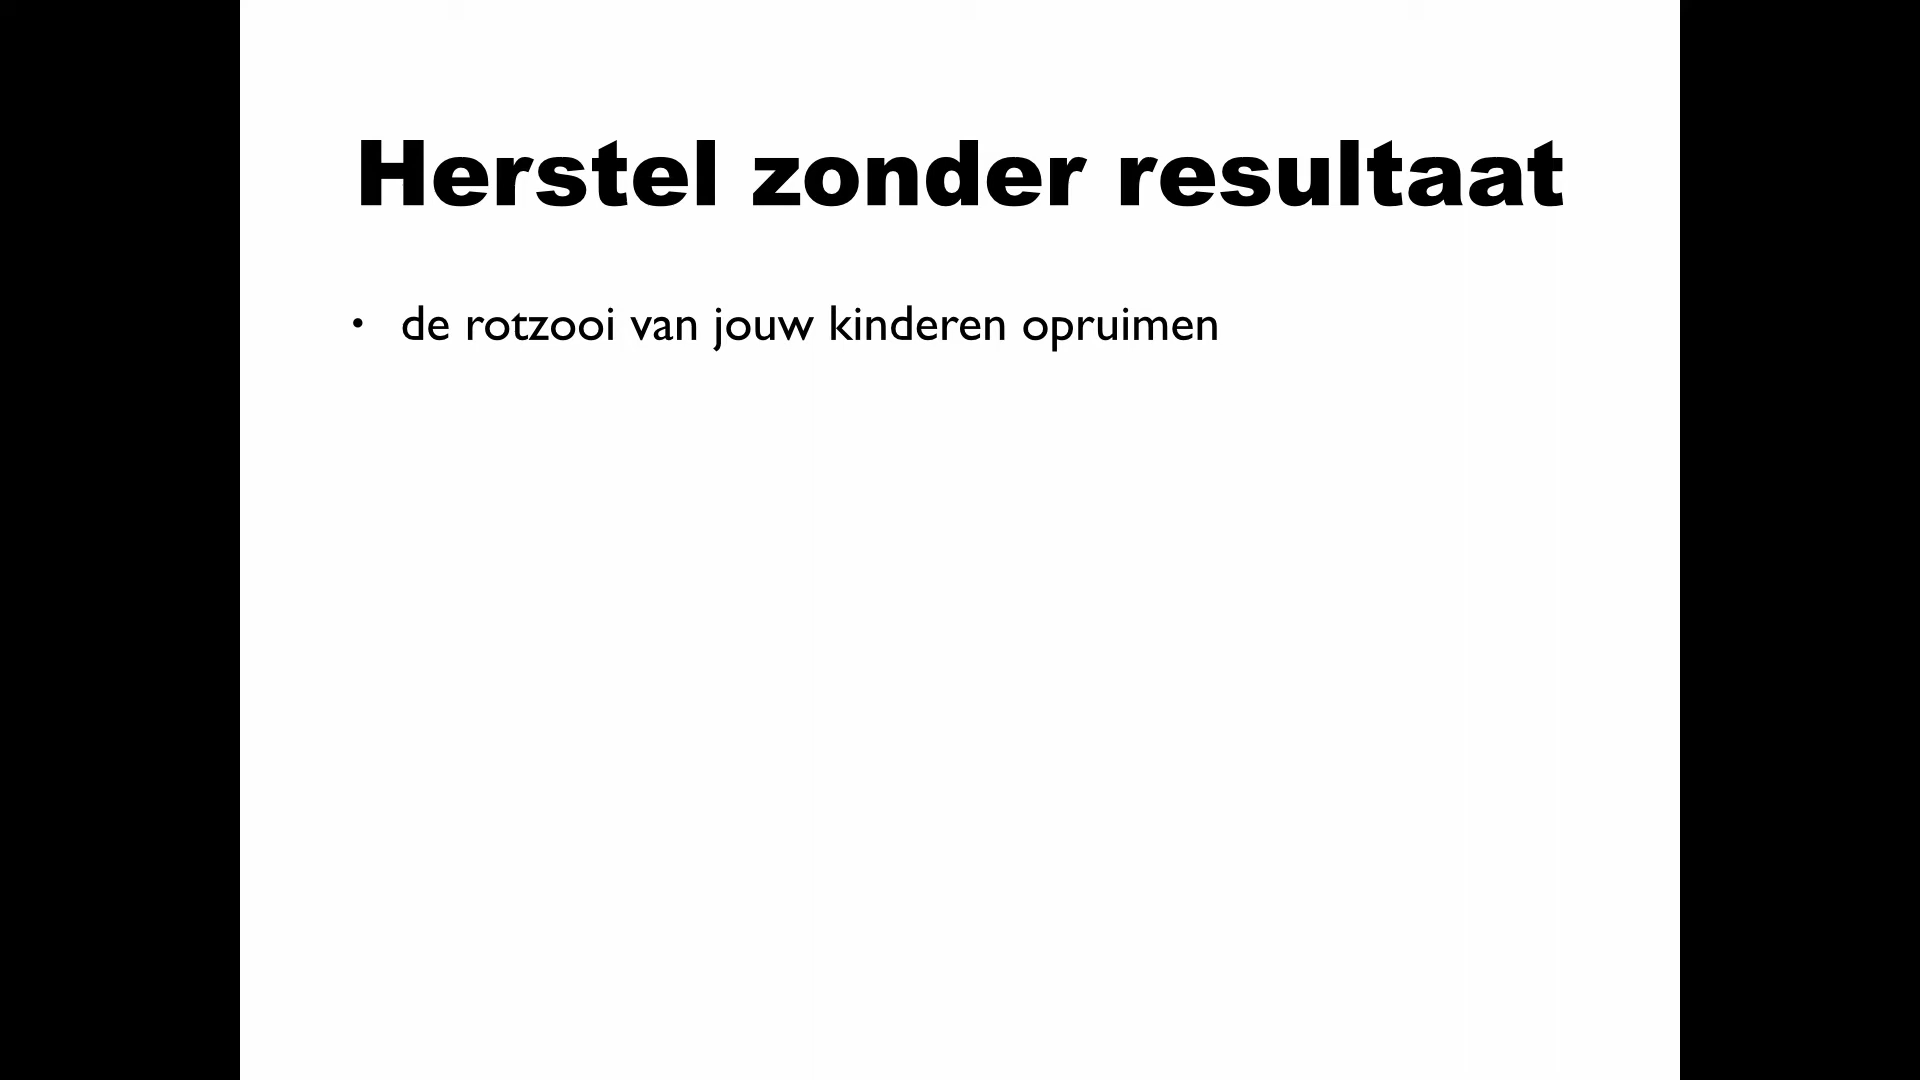 Herstel zonder resultaat
• de rotzooi van jouw kinderen opruimen